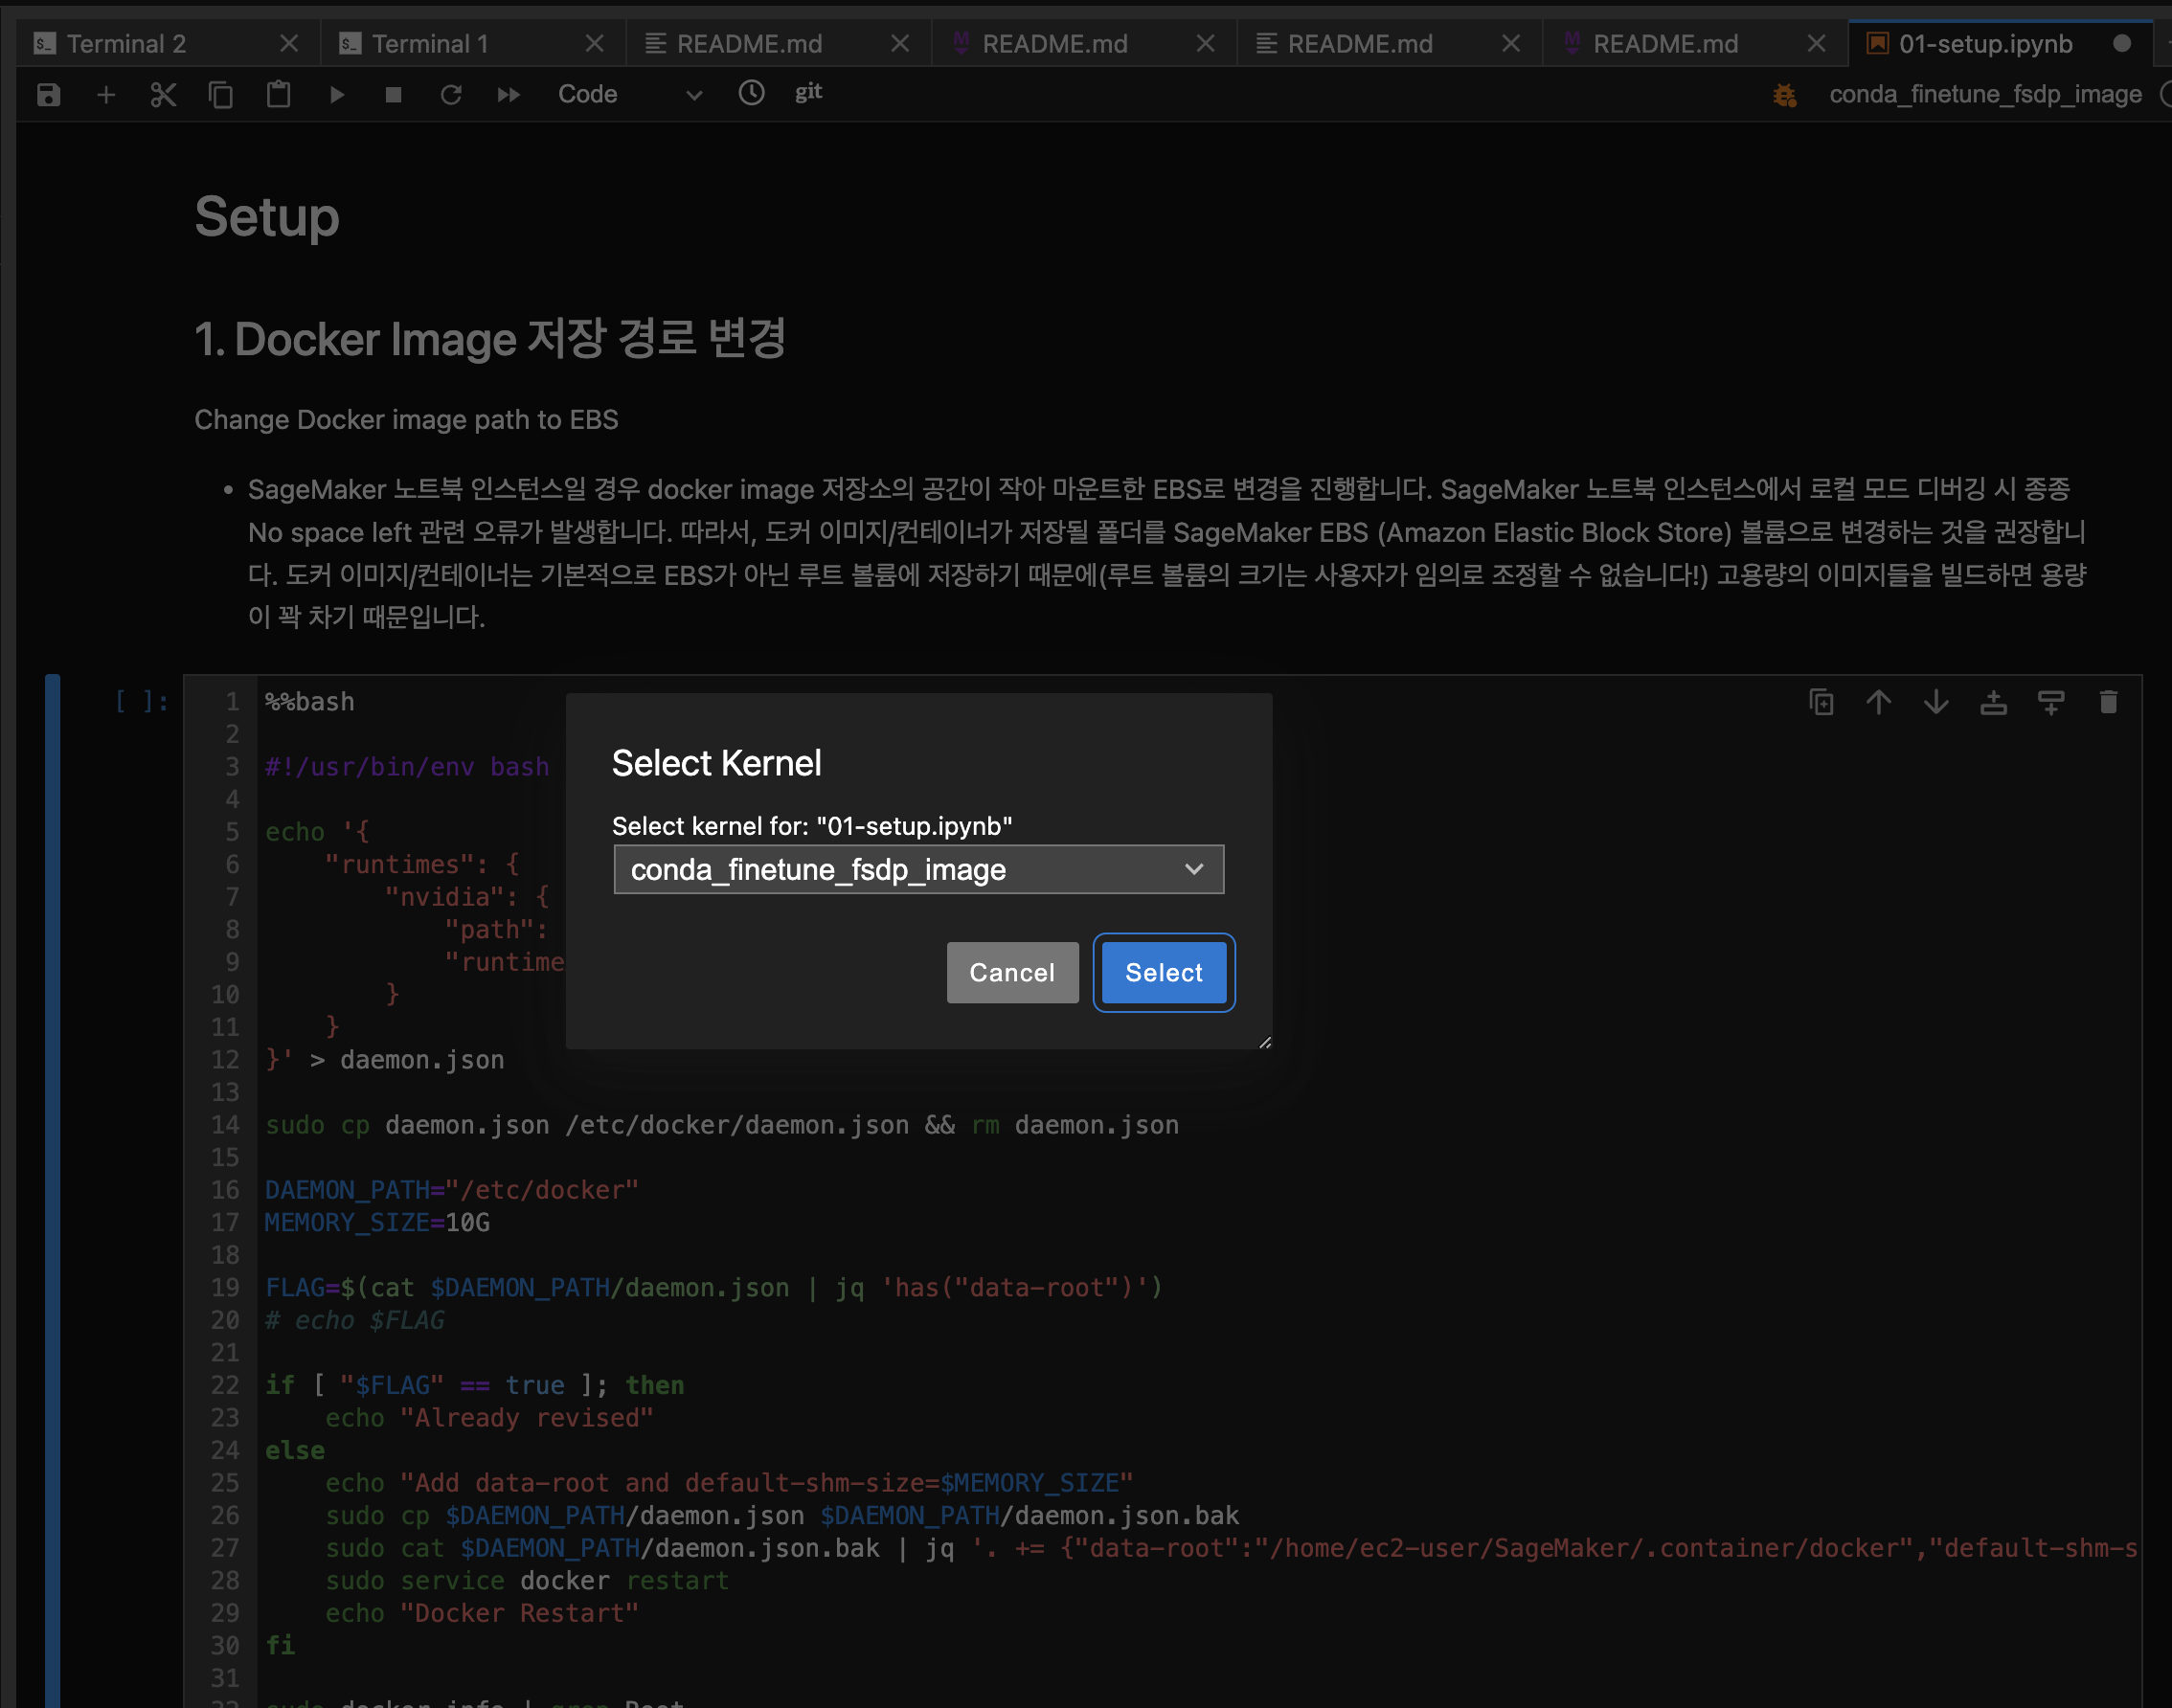 Terminal 2
Terminal 1
README.md
README.md
README.md
README.md
01-setup.ipynb
Code
git
conda_finetune_fsdp_image
Setup
1. Docker Image 저장 경로 변경
Change Docker image path to EBS
• SageMaker 노트북 인스턴스일 경우 docker image 저장소의 공간이 작아 마운트한 EBS로 변경을 진행합니다. SageMaker 노트북 인스턴스에서 로컬 모드 디버깅 시 종종
No space left 관련 오류가 발생합니다. 따라서, 도커 이미지/컨테이너가 저장될 폴더를 SageMaker EBS (Amazon Elastic Block Store) 볼륨으로 변경하는 것을 권장합니
다. 도커 이미지/컨테이너는 기본적으로 EBS가 아닌 루트 볼륨에 저장하기 때문에(루트 볼륨의 크기는 사용자가 임의로 조정할 수 없습니다!) 고용량의 이미지들을 빌드하면 용량
이 꽉 차기 때문입니다.
[ ]:
1 %%bash
2
3 #!/usr/bin/env bash
4
5 echo '{
6 "runtimes": {
7 "nvidia": {
8 "path":
9 "runtime
10 }
11 }
12 }' > daemon.json
13
14 sudo cp daemon.json /etc/docker/daemon.json && rm daemon.json
15
16 DAEMON_PATH="/etc/docker"
17 MEMORY_SIZE=10G
18
19 FLAG=$(cat $DAEMON_PATH/daemon.json | jq 'has("data-root")')
20 # echo $FLAG
21
22 if [ "$FLAG" == true ]; then
23 echo "Already revised"
24 else
25 echo "Add data-root and default-shm-size=$MEMORY_SIZE"
26 sudo cp $DAEMON_PATH/daemon.json $DAEMON_PATH/daemon.json.bak
27 sudo cat $DAEMON_PATH/daemon.json.bak | jq '. += {"data-root":"/home/ec2-user/SageMaker/.container/docker","default-shm-s
28 sudo service docker restart
29 echo "Docker Restart"
30 fi
31
32 sudo docker info | grep Root
Select Kernel
Select kernel for: "01-setup.ipynb"
conda_finetune_fsdp_image
Cancel
Select